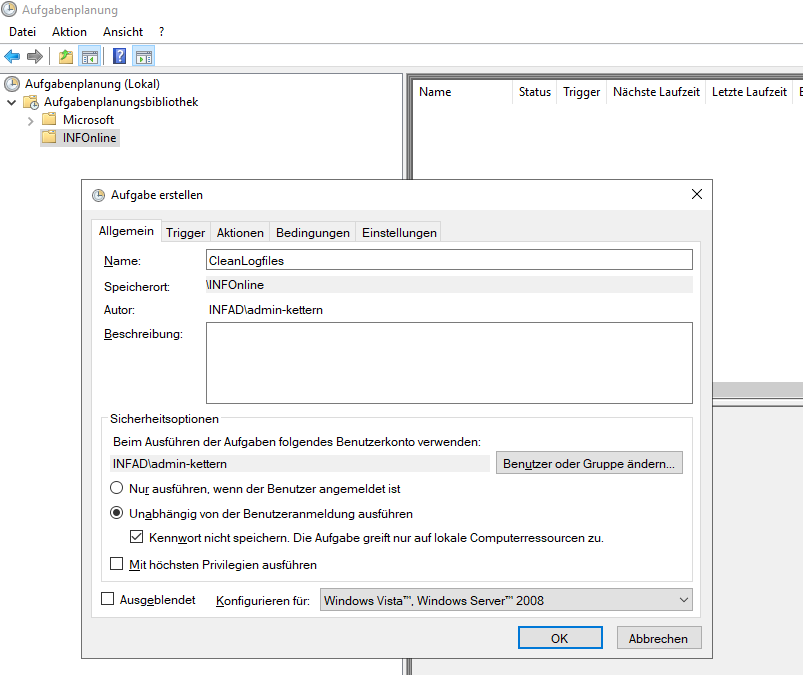 Aufgabenplanung
Datei Aktion Ansicht ?
Aufgabenplanung (Lokal)
Aufgabenplanungsbibliothek
Microsoft
INFOnline
Name Status Trigger Nächste Laufzeit Letzte Laufzeit
Aufgabe erstellen
Allgemein Trigger Aktionen Bedingungen Einstellungen
Name: CleanLogfiles
Speicherort: \INFOnline
Autor: INFAD\admin-kettern
Beschreibung:
Sicherheitsoptionen
Beim Ausführen der Aufgaben folgendes Benutzerkonto verwenden:
INFAD\admin-kettern Benutzer oder Gruppe ändern...
Nur ausführen, wenn der Benutzer angemeldet ist
Unabhängig von der Benutzeranmeldung ausführen
Kennwort nicht speichern. Die Aufgabe greift nur auf lokale Computerressourcen zu.
Mit höchsten Privilegien ausführen
Ausgeblendet Konfigurieren für: Windows Vista™, Windows Server™ 2008
OK Abbrechen